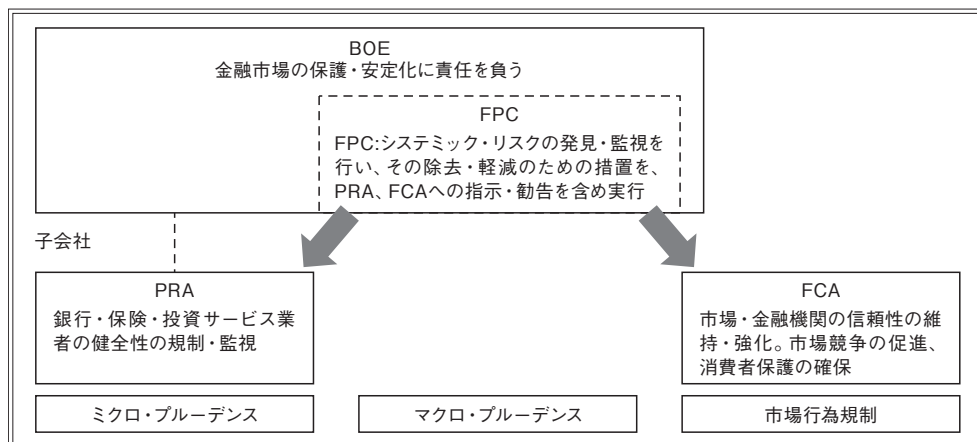 BOE
金融市場の保護・安定化に責任を負う
FPC
FPC:システミック・リスクの発見・監視を
行い、その除去・軽減のための措置を、
PRA、FCAへの指示・勧告を含め実行
子会社
PRA
銀行・保険・投資サービス業
者の健全性の規制・監視
FCA
市場・金融機関の信頼性の維
持・強化。市場競争の促進、
消費者保護の確保
ミクロ・プルーデンス
マクロ・プルーデンス
市場行為規制